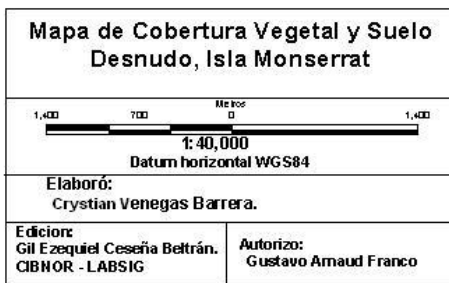 Mapa de Cobertura Vegetal y Suelo
Desnudo, Isla Monserrat
Metros
1,400 700 0 1,400
1: 40,000
Datum horizontal WGS84
Elaboró:
Crystian Venegas Barrera.
Edicion:
Gil Ezequiel Ceseña Beltrán.
CIBNOR - LABSIG
Autorizo:
Gustavo Arnaud Franco